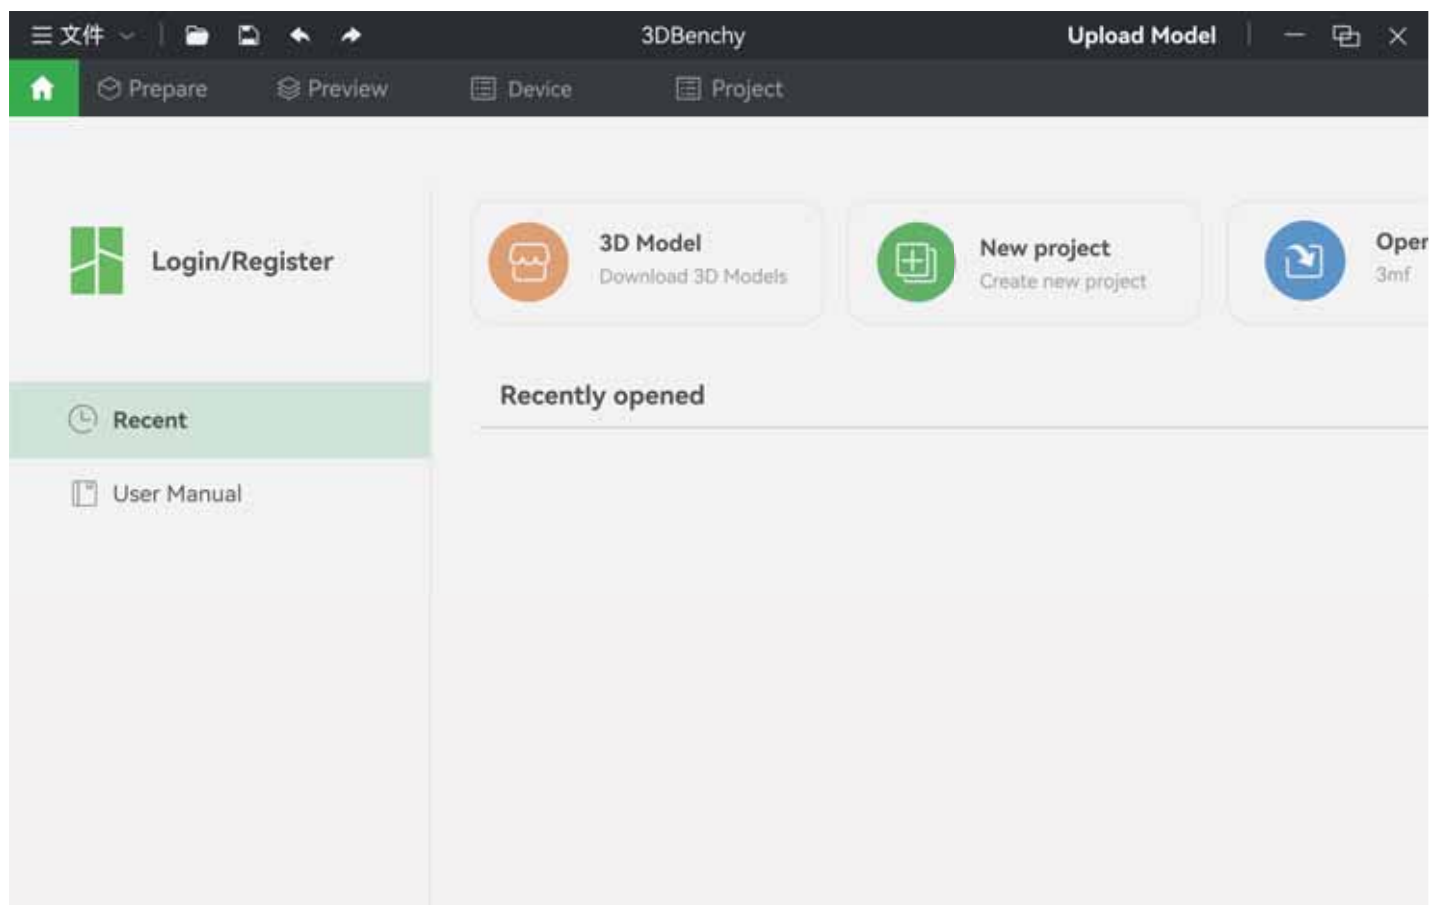 文件
3DBenchy
Upload Model
Prepare
Preview
Device
Project
Login/Register
3D Model
Download 3D Models
New project
Create new project
Oper
3mf
Recently opened
Recent
User Manual